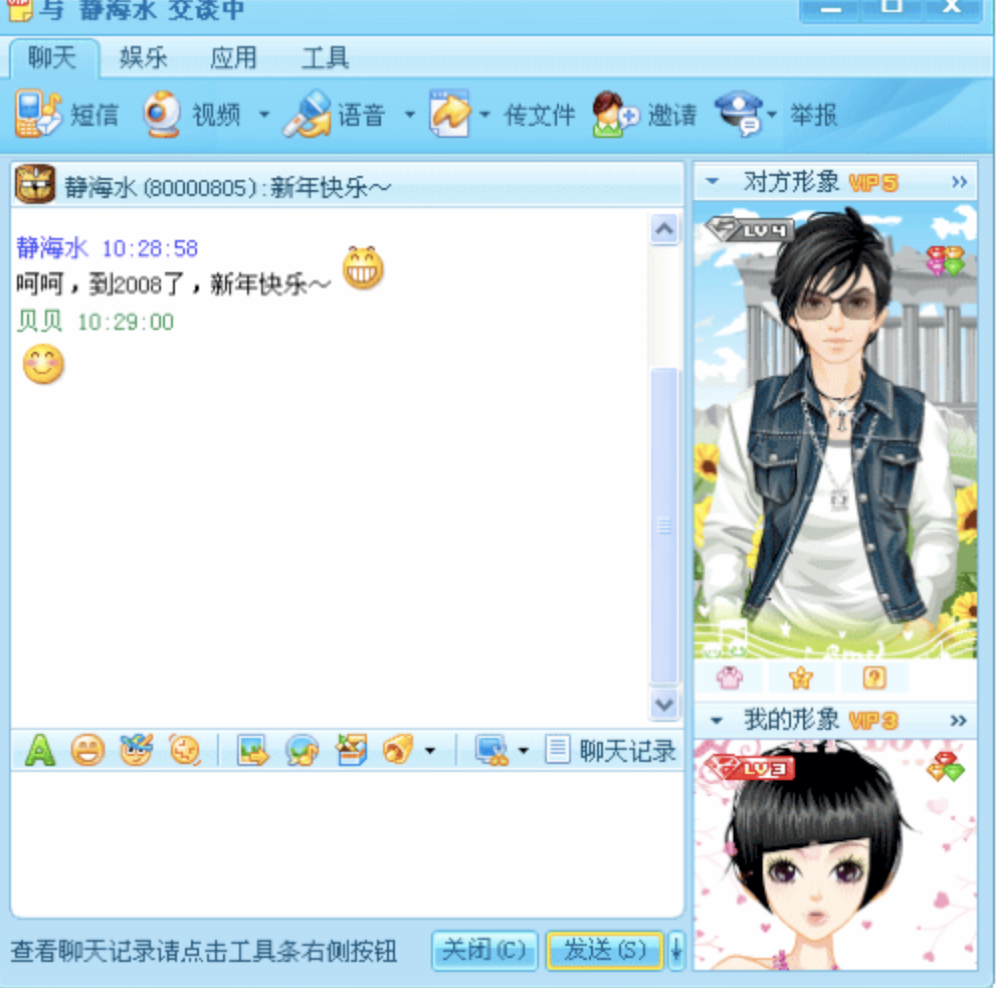 VIP 与 静海水 交谈中
聊天 娱乐 应用 工具
短信 视频 语音 传文件 邀请 举报
静海水(80000805):新年快乐～
静海水 10:28:58
呵呵，到2008了，新年快乐～
贝贝 10:29:00
聊天记录
查看聊天记录请点击工具条右侧按钮 关闭(C) 发送(S)
对方形象 VIP5
LV4
我的形象 VIP3
LOVE
LV3